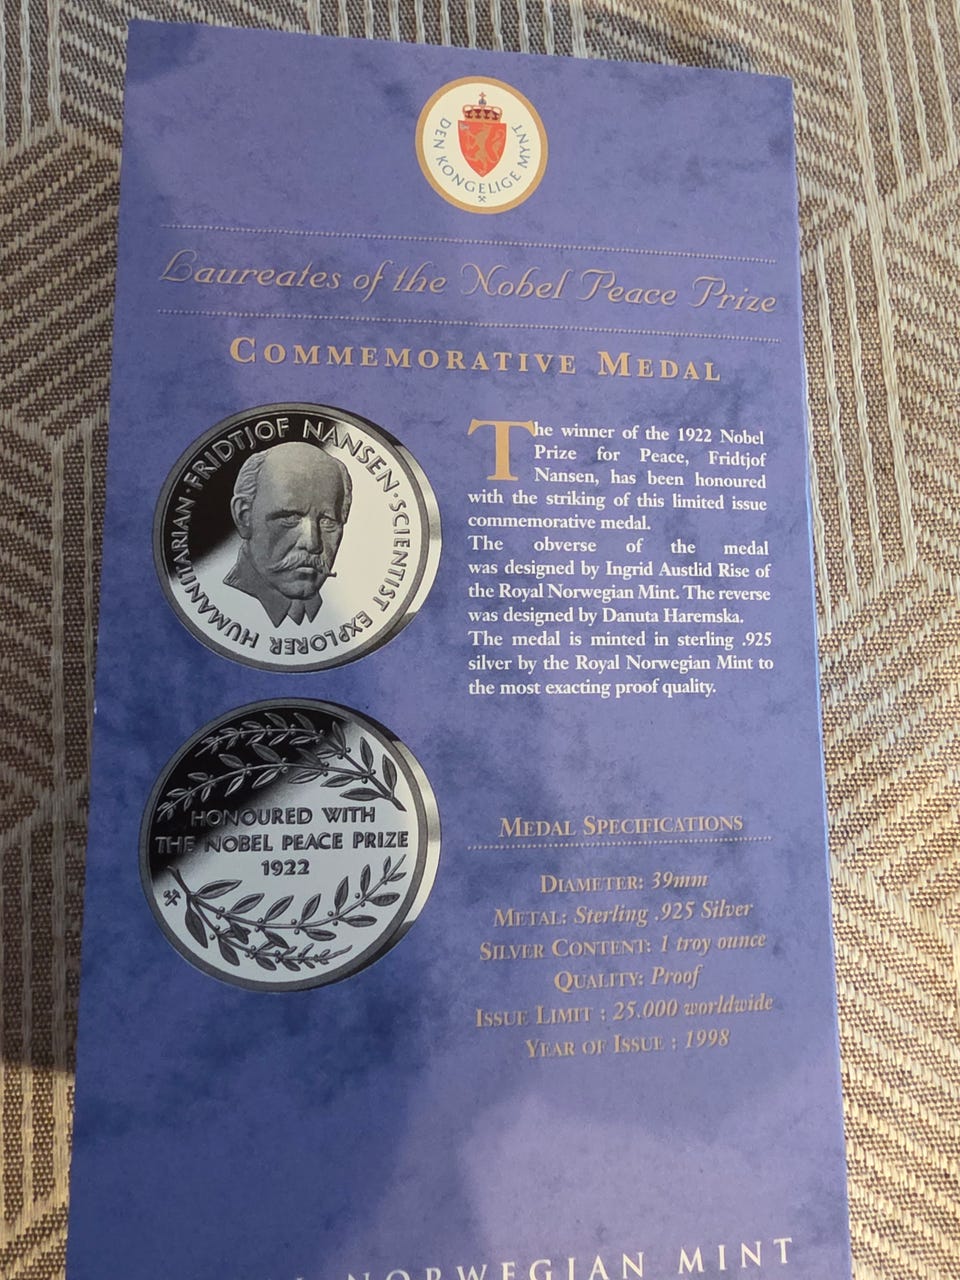 DEN KONGELIGE MYNT
Laureates of the Nobel Peace Prize
COMMEMORATIVE MEDAL
HUMANITARIAN · FRIDTJOF NANSEN · SCIENTIST EXPLORER
The winner of the 1922 Nobel
Prize for Peace, Fridtjof
Nansen, has been honoured
with the striking of this limited issue
commemorative medal.
The obverse of the medal
was designed by Ingrid Austlid Rise of
the Royal Norwegian Mint. The reverse
was designed by Danuta Haremska.
The medal is minted in sterling .925
silver by the Royal Norwegian Mint to
the most exacting proof quality.
HONOURED WITH
THE NOBEL PEACE PRIZE
1922
MEDAL SPECIFICATIONS
DIAMETER: 39mm
METAL: Sterling .925 Silver
SILVER CONTENT: 1 troy ounce
QUALITY: Proof
ISSUE LIMIT : 25.000 worldwide
YEAR OF ISSUE : 1998
NORWEGIAN MINT